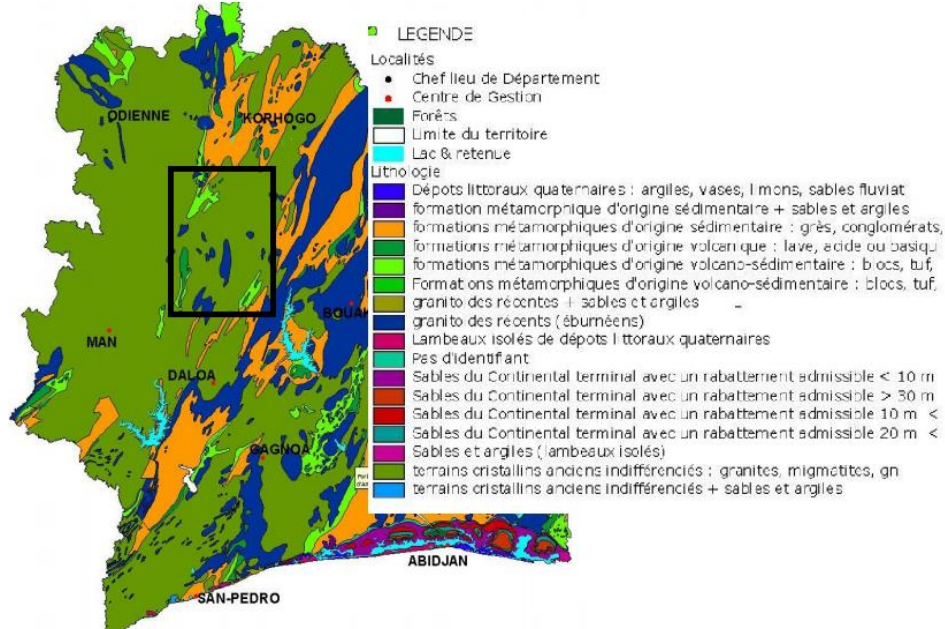 LEGENDE
Localités
Chef lieu de Département
Centre de Gestion
Forêts
Limite du territoire
Lac & retenue
Lithologie
Dépots littoraux quaternaires : argiles, vases, l mons, sables fluviat
formation métamorphique d'origine sédimentaire + sables et argiles
formations métamorphiques d'origine sédimentaire : grès, conglomérats,
formations métamorphiques d'origine volcanique : lave, acide ou basiqu
formations métamorphiques d'origine volcano-sédimentaire : blocs, tuf,
Formations métamorphiques d'origine volcano-sédimentaire : blocs, tuf,
granito des récentes + sables et argiles
granito des récents (éburnéens)
Lambeaux isolés de dépots littoraux quaternaires
Pas d'identifiant
Sables du Continental terminal avec un rabattement admissible < 10 m
Sables du Continental terminal avec un rabattement admissible > 30 m
Sables du Continental terminal avec un rabattement admissible 10 m <
Sables du Continental terminal avec un rabattement admissible 20 m <
Sables et argiles (lambeaux isolés)
terrains cristallins anciens indifférenciés : granites, migmatites, gn
terrains cristallins anciens indifférenciés + sables et argiles
ODIENNE
KORHOGO
BOUAK
MAN
DALOA
GAGNOA
ABIDJAN
SAN-PEDRO